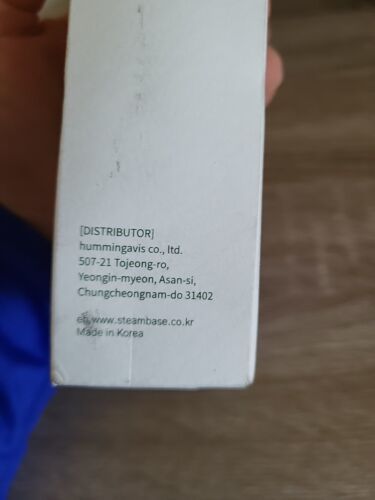 [DISTRIBUTOR]
hummingavis co., ltd.
507-21 Tojeong-ro,
Yeongin-myeon, Asan-si,
Chungcheongnam-do 31402
en.www.steambase.co.kr
Made in Korea